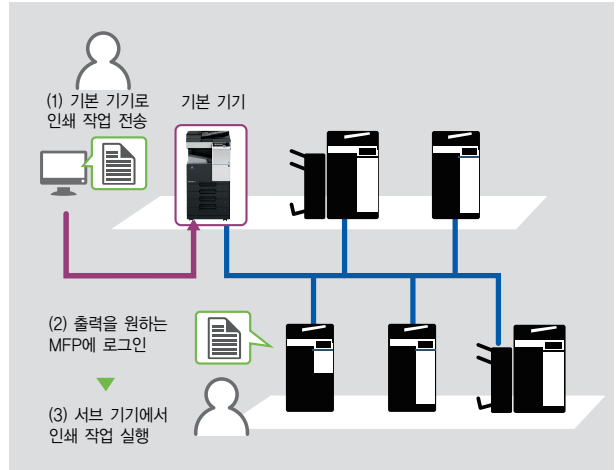 (1) 기본 기기로
인쇄 작업 전송
기본 기기
(2) 출력을 원하는
MFP에 로그인
(3) 서브 기기에서
인쇄 작업 실행